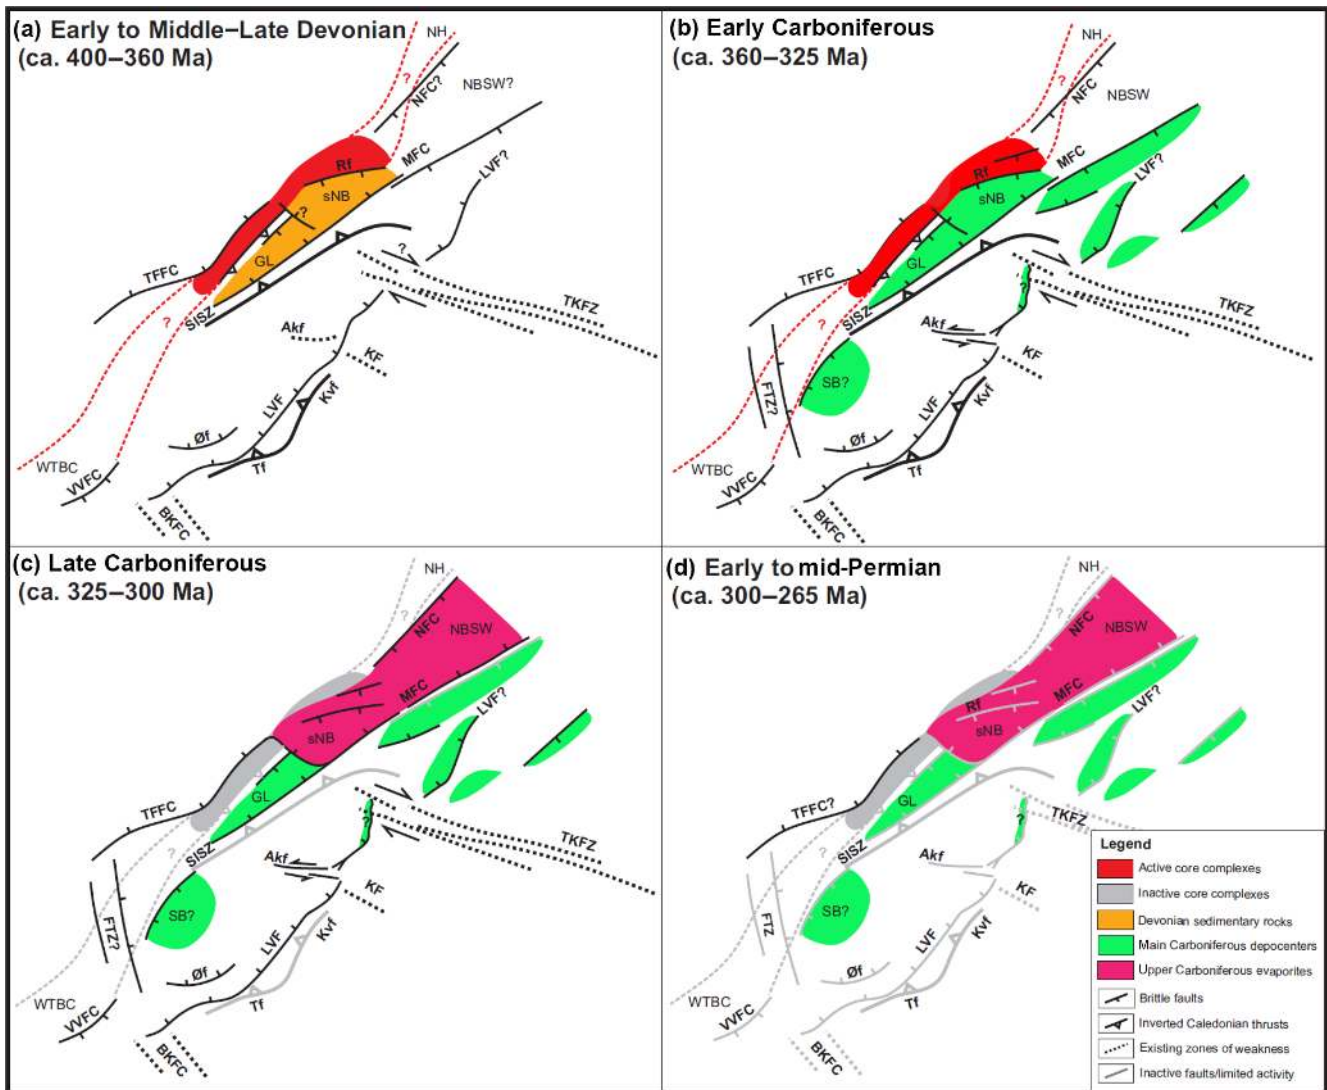 (a) Early to Middle–Late Devonian
(ca. 400–360 Ma)
NH
?
NFC?
NBSW?
Rf
MFC
LVF?
sNB
?
GL
TFFC
?
?
SISZ
TKFZ
Akf
KF
LVF
Kvf
Øf
Tf
WTBC
VVFC
BKFC
(b) Early Carboniferous
(ca. 360–325 Ma)
NH
?
NFC
NBSW
Rf
MFC
LVF?
sNB
GL
TFFC
?
?
SISZ
TKFZ
Akf
KF
SB?
FTZ?
LVF
Kvf
Øf
Tf
WTBC
VVFC
BKFC
(c) Late Carboniferous
(ca. 325–300 Ma)
NH
?
NFC
NBSW
MFC
LVF?
sNB
GL
TFFC
?
?
SISZ
TKFZ
Akf
KF
SB?
FTZ?
LVF
Kvf
Øf
Tf
WTBC
VVFC
BKFC
(d) Early to mid-Permian
(ca. 300–265 Ma)
NH
?
NFC
NBSW
Rf
MFC
LVF?
sNB
GL
TFFC?
?
?
SISZ
TKFZ
Akf
KF
SB?
FTZ
LVF
Kvf
Øf
Tf
WTBC
VVFC
BKFC
Legend
Active core complexes
Inactive core complexes
Devonian sedimentary rocks
Main Carboniferous depocenters
Upper Carboniferous evaporites
Brittle faults
Inverted Caledonian thrusts
Existing zones of weakness
Inactive faults/limited activity